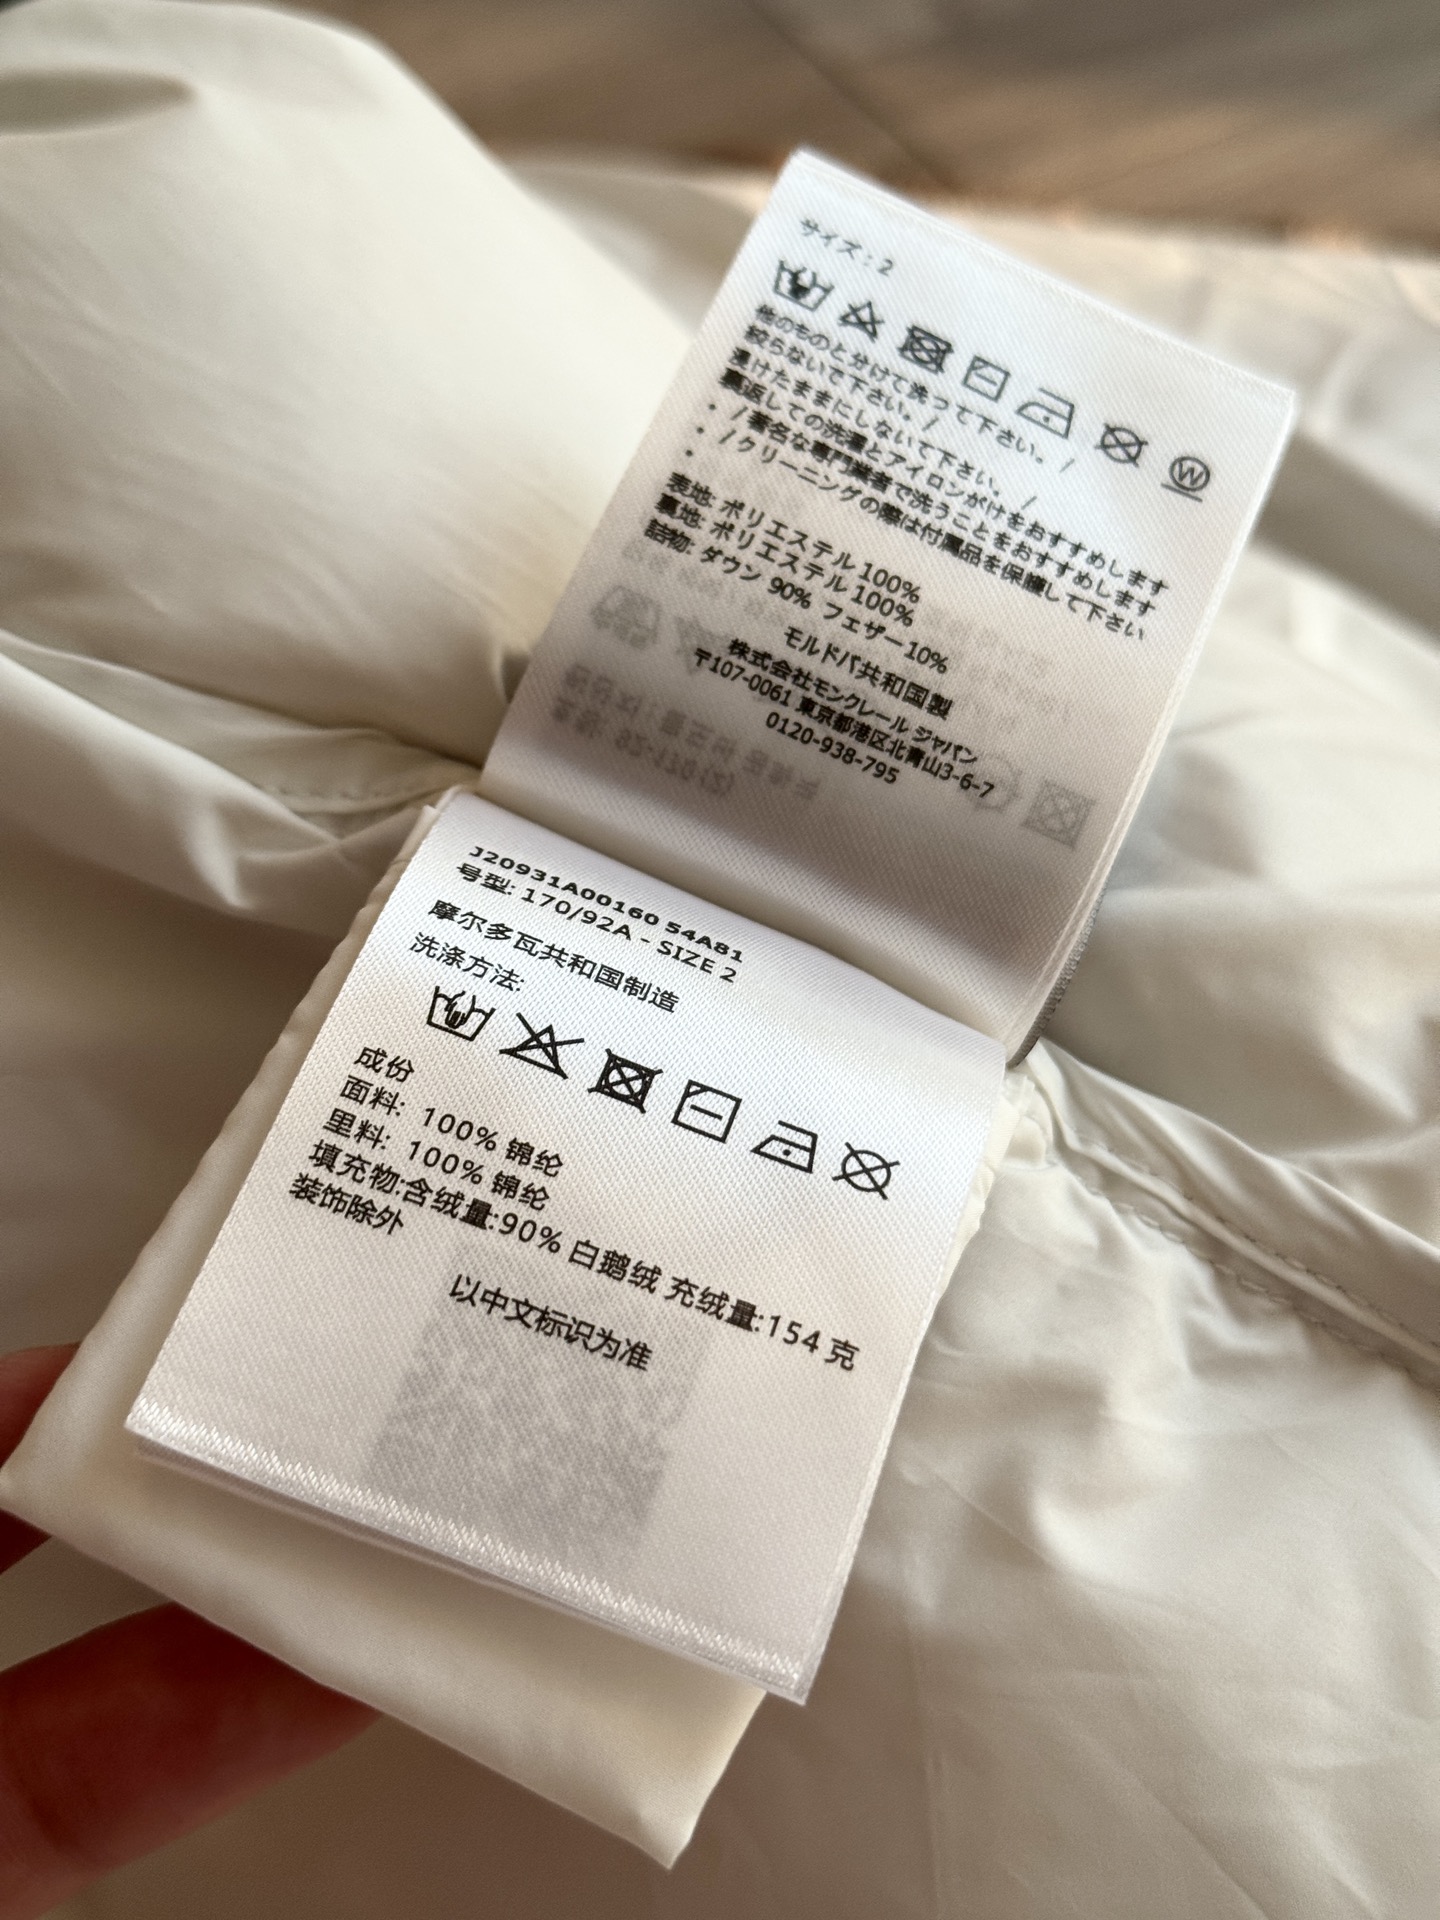 サイズ : 2
他のものと分けて洗って下さい。 /
絞らないで下さい。 /
浸けたままにしないで下さい。 /
裏返しての洗濯とアイロンがけをおすすめします
・ / 著名な専門業者で洗うことをおすすめします
・ / クリーニングの際は付属品を保護して下さい
・
表地: ポリエステル 100%
裏地: ポリエステル 100%
詰物: ダウン 90% フェザー 10%
モルドバ共和国製
株式会社モンクレール ジャパン
〒107-0061 東京都港区北青山3-6-7
0120-938-795
J20931A00160 54A81
号型: 170/92A - SIZE 2
摩尔多瓦共和国制造
洗涤方法:
成份
面料: 100% 锦纶
里料: 100% 锦纶
填充物:含绒量:90% 白鹅绒 充绒量:154 克
装饰除外
以中文标识为准